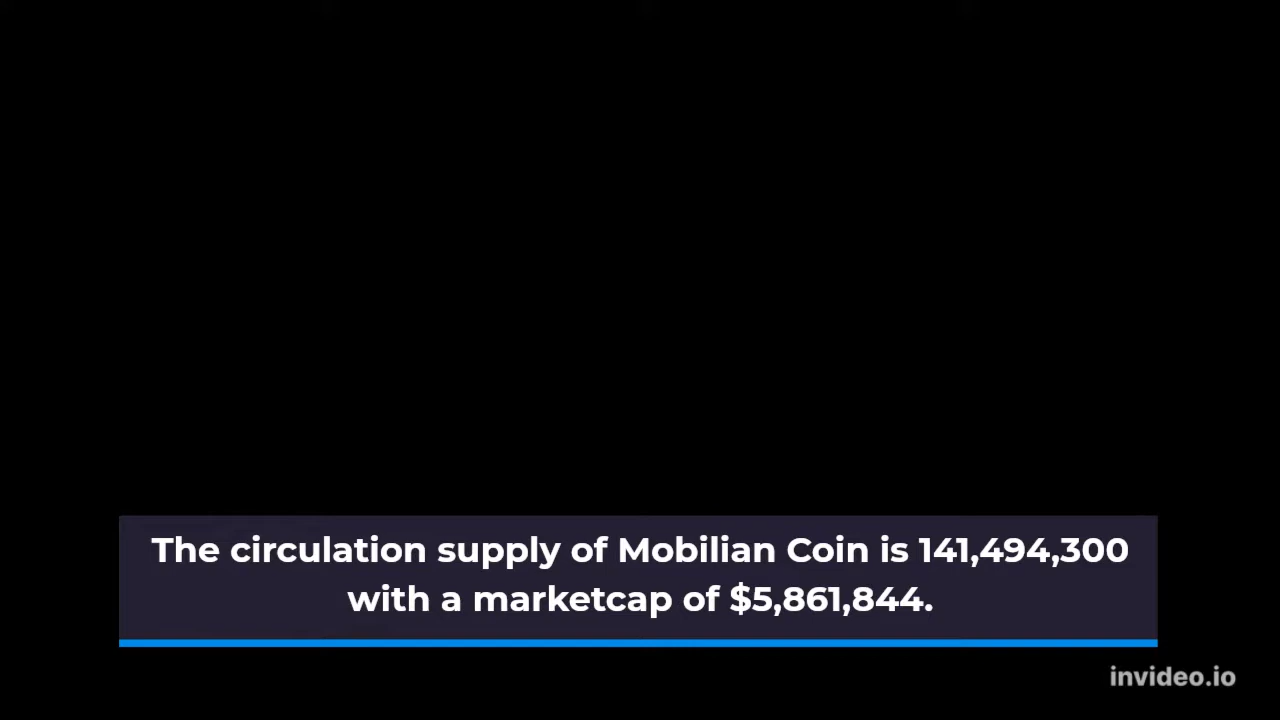 The circulation supply of Mobilian Coin is 141,494,300
with a marketcap of $5,861,844.
invideo.io